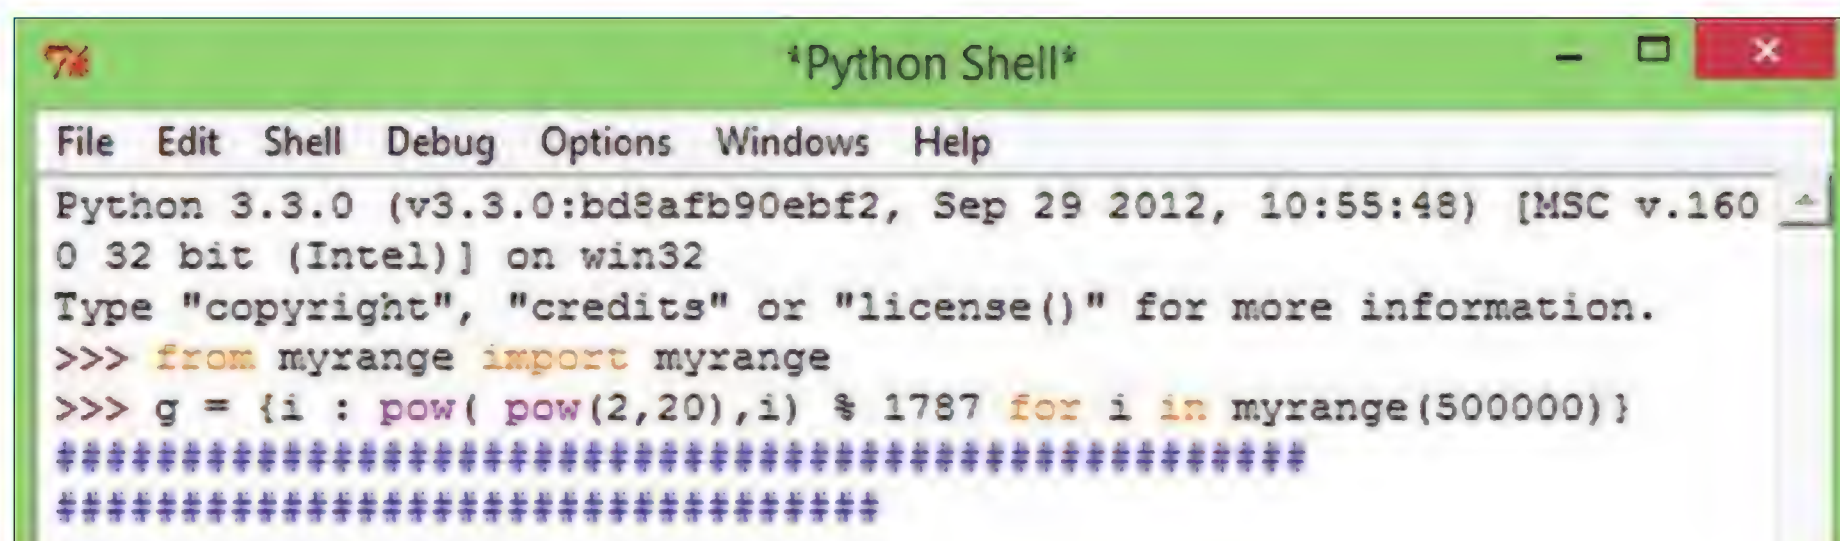 *Python Shell*
File Edit Shell Debug Options Windows Help
Python 3.3.0 (v3.3.0:bd8afb90ebf2, Sep 29 2012, 10:55:48) [MSC v.160
0 32 bit (Intel)] on win32
Type "copyright", "credits" or "license()" for more information.
>>> from myrange import myrange
>>> g = {i : pow( pow(2,20),i) % 1787 for i in myrange(500000)}
##################################################
#################################